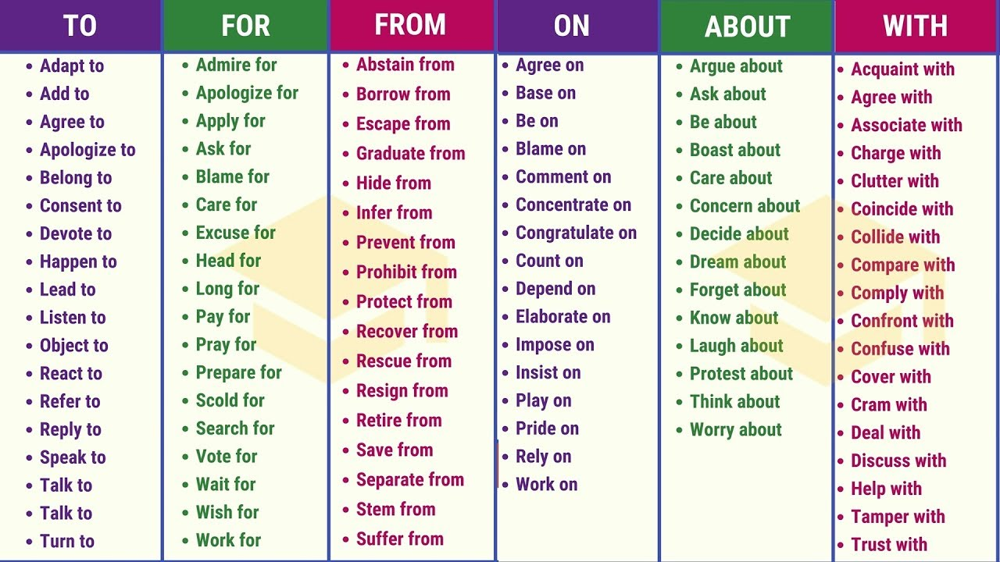 TO
• Adapt to
• Add to
• Agree to
• Apologize to
• Belong to
• Consent to
• Devote to
• Happen to
• Lead to
• Listen to
• Object to
• React to
• Refer to
• Reply to
• Speak to
• Talk to
• Talk to
• Turn to
FOR
• Admire for
• Apologize for
• Apply for
• Ask for
• Blame for
• Care for
• Excuse for
• Head for
• Long for
• Pay for
• Pray for
• Prepare for
• Scold for
• Search for
• Vote for
• Wait for
• Wish for
• Work for
FROM
• Abstain from
• Borrow from
• Escape from
• Graduate from
• Hide from
• Infer from
• Prevent from
• Prohibit from
• Protect from
• Recover from
• Rescue from
• Resign from
• Retire from
• Save from
• Separate from
• Stem from
• Suffer from
ON
• Agree on
• Base on
• Be on
• Blame on
• Comment on
• Concentrate on
• Congratulate on
• Count on
• Depend on
• Elaborate on
• Impose on
• Insist on
• Play on
• Pride on
• Rely on
• Work on
ABOUT
• Argue about
• Ask about
• Be about
• Boast about
• Care about
• Concern about
• Decide about
• Dream about
• Forget about
• Know about
• Laugh about
• Protest about
• Think about
• Worry about
WITH
• Acquaint with
• Agree with
• Associate with
• Charge with
• Clutter with
• Coincide with
• Collide with
• Compare with
• Comply with
• Confront with
• Confuse with
• Cover with
• Cram with
• Deal with
• Discuss with
• Help with
• Tamper with
• Trust with